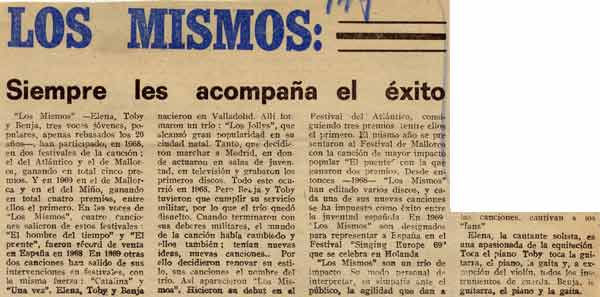 LOS MISMOS:
Siempre les acompaña el éxito
"Los Mismos" —Elena, Toby
y Benja, tres voces jóvenes, po-
pulares, apenas rebasados los 20
años—, han participado, en 1968,
en dos festivales de la canción;
el del Atlántico y el de Mallor-
ca, ganando en total cinco pre-
mios. Y en 1969 en el de Mallor-
ca y en el del Miño, ganando
en total cuatro premios, entre
ellos el primero. En las voces de
"Los Mismos", cuatro cancio-
nes salieron de estos festivales:
"El hombre del tiempo" y "El
prente", fueron récord de venta
en España en 1968 En 1969 otras
dos canciones han salido de sus
intervenciones en festivales, con
la misma fuerza: "Catalina" y
"Una vez". Elena, Toby y Benja
nacieron en Valladolid. Allí for-
maron un trío: "Los Jollys", que
alcanzó gran popularidad en su
ciudad natal. Tanto, que decidie-
ron marchar a Madrid, en don-
de actuaron en salas de juven-
tud, en televisión y grabaron los
primeros discos. Todo esto ocu-
rrió en 1968. Pero Benja y Toby
tuvieron que cumplir su servicio
militar, por lo que el trío quedó
disuelto. Cuando terminaron con
sus deberes militares, el mundo
de la canción había cambiado y
ellos también; tenían nuevas
ideas, nuevas canciones.. Por
ello decidieron renovar su esti-
lo, sus canciones el nombre del
trío. Así aparecieron "Los Mis-
mos". Hicieron su debut en el
Festival del Atlántico, consi-
guiendo tres premios entre ellos
el primero. El mismo año se pre-
sentaron al Festival de Mallorca
con la canción de mayor impacto
popular "El puente" con la que
ganaron dos premios. Desde en-
tonces —1968— "Los Mismos"
han editado varios discos, y ca-
da una de sus nuevas canciones
se ha impuesto como éxito entre
la juventud española. En 1969
"Los Mismos" son designados
para representar a España en el
Festival "Singing Europe 69"
que se celebra en Holanda
"Los Mismos" son un trío de
impacto. Su modo personal de
interpretar, su simpatía ante el
público, la agilidad que dan a
las canciones, cautivan a sus
"fans"
Elena, la cantante solista, es
una apasionada de la equitación
Toca el piano Toby toca la gui-
tarra, el piano, la gaita y, a ex-
cepción del violín, todos los ins-
trumentos de cuerda. Benja, la
guitarra, el piano y la gaita.